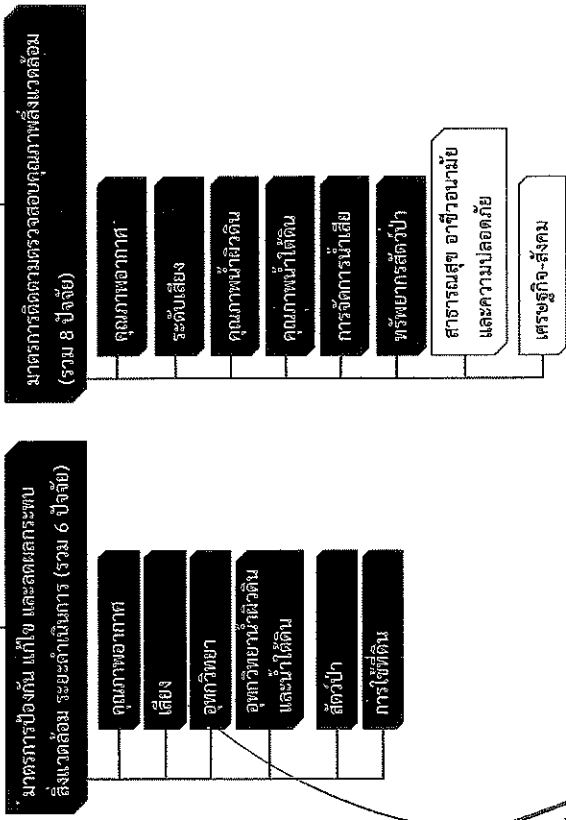 มาตรการป้องกัน แก้ไข และลดผลกระทบ
สิ่งแวดล้อม ระยะดำเนินการ (รวม 6 ปัจจัย)
คุณภาพอากาศ
เสียง
อุทกวิทยา
อุทกวิทยาน้ำผิวดิน
และน้ำใต้ดิน
สัตว์ป่า
การใช้ที่ดิน
มาตรการติดตามตรวจสอบคุณภาพสิ่งแวดล้อม
(รวม 8 ปัจจัย)
คุณภาพอากาศ
ระดับเสียง
คุณภาพน้ำผิวดิน
คุณภาพน้ำใต้ดิน
การจัดการน้ำเสีย
ทรัพยากรสัตว์ป่า
สาธารณสุข อาชีวอนามัย
และความปลอดภัย
เศรษฐกิจ-สังคม